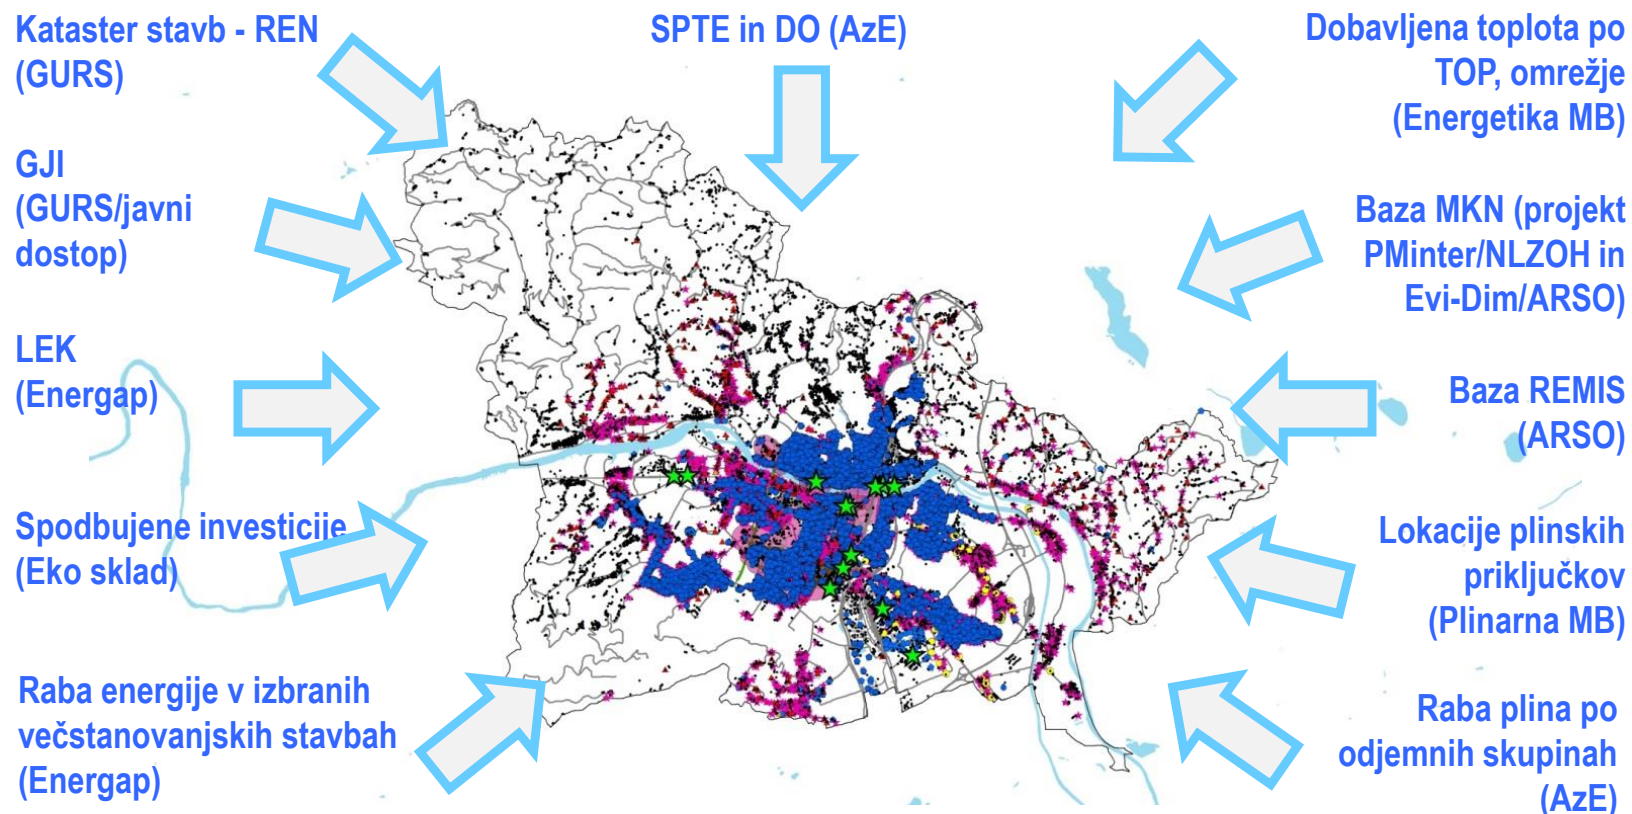 Kataster stavb - REN
(GURS)
GJI
(GURS/javni
dostop)
LEK
(Energap)
Spodbujene investicije
(Eko sklad)
Raba energije v izbranih
večstanovanjskih stavbah
(Energap)
SPTE in DO (AzE)
Dobavljena toplota po
TOP, omrežje
(Energetika MB)
Baza MKN (projekt
PMinter/NLZOH in
Evi-Dim/ARSO)
Baza REMIS
(ARSO)
Lokacije plinskih
priključkov
(Plinarna MB)
Raba plina po
odjemnih skupinah
(AzE)